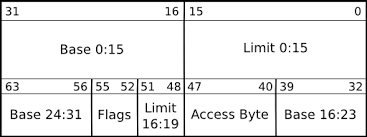 31 16 15 0
Base 0:15 Limit 0:15
63 56 55 52 51 48 47 40 39 32
Base 24:31 Flags Limit 16:19 Access Byte Base 16:23